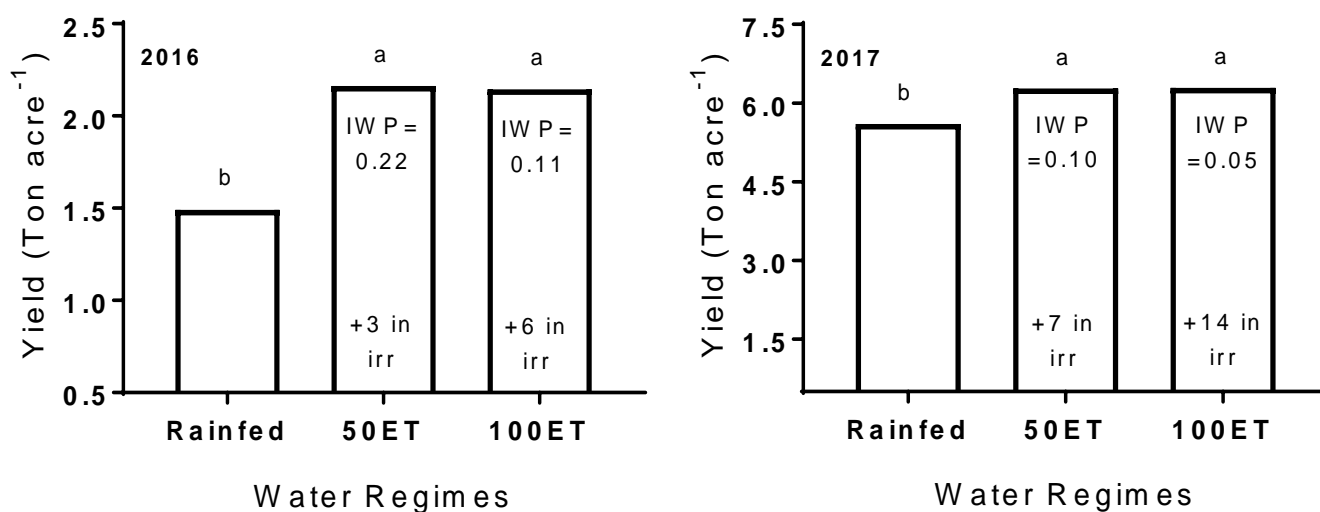 2016
Yield (Ton acre-1)
2.5
2.0
1.5
1.0
0.5
b
a
a
IWP=
0.22
IWP=
0.11
+3 in
irr
+6 in
irr
Rainfed 50ET 100ET
Water Regimes
2017
Yield (Ton acre-1)
7.5
6.0
4.5
3.0
1.5
b
a
a
IWP
=0.10
IWP
=0.05
+7 in
irr
+14 in
irr
Rainfed 50ET 100ET
Water Regimes